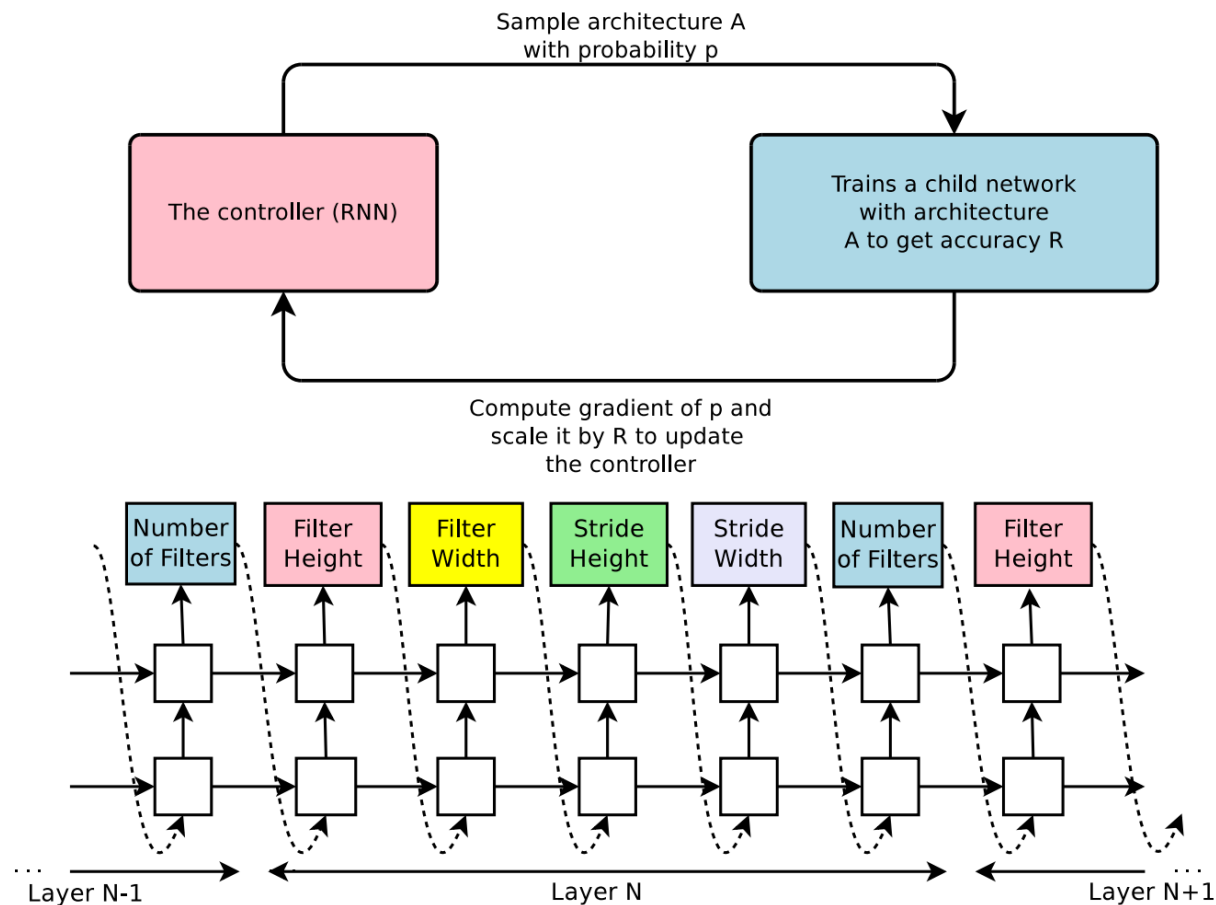 Sample architecture A
with probability p
The controller (RNN)
Trains a child network
with architecture
A to get accuracy R
Compute gradient of p and
scale it by R to update
the controller
Number
of Filters
Filter
Height
Filter
Width
Stride
Height
Stride
Width
Number
of Filters
Filter
Height
...
Layer N-1
Layer N
Layer N+1
...